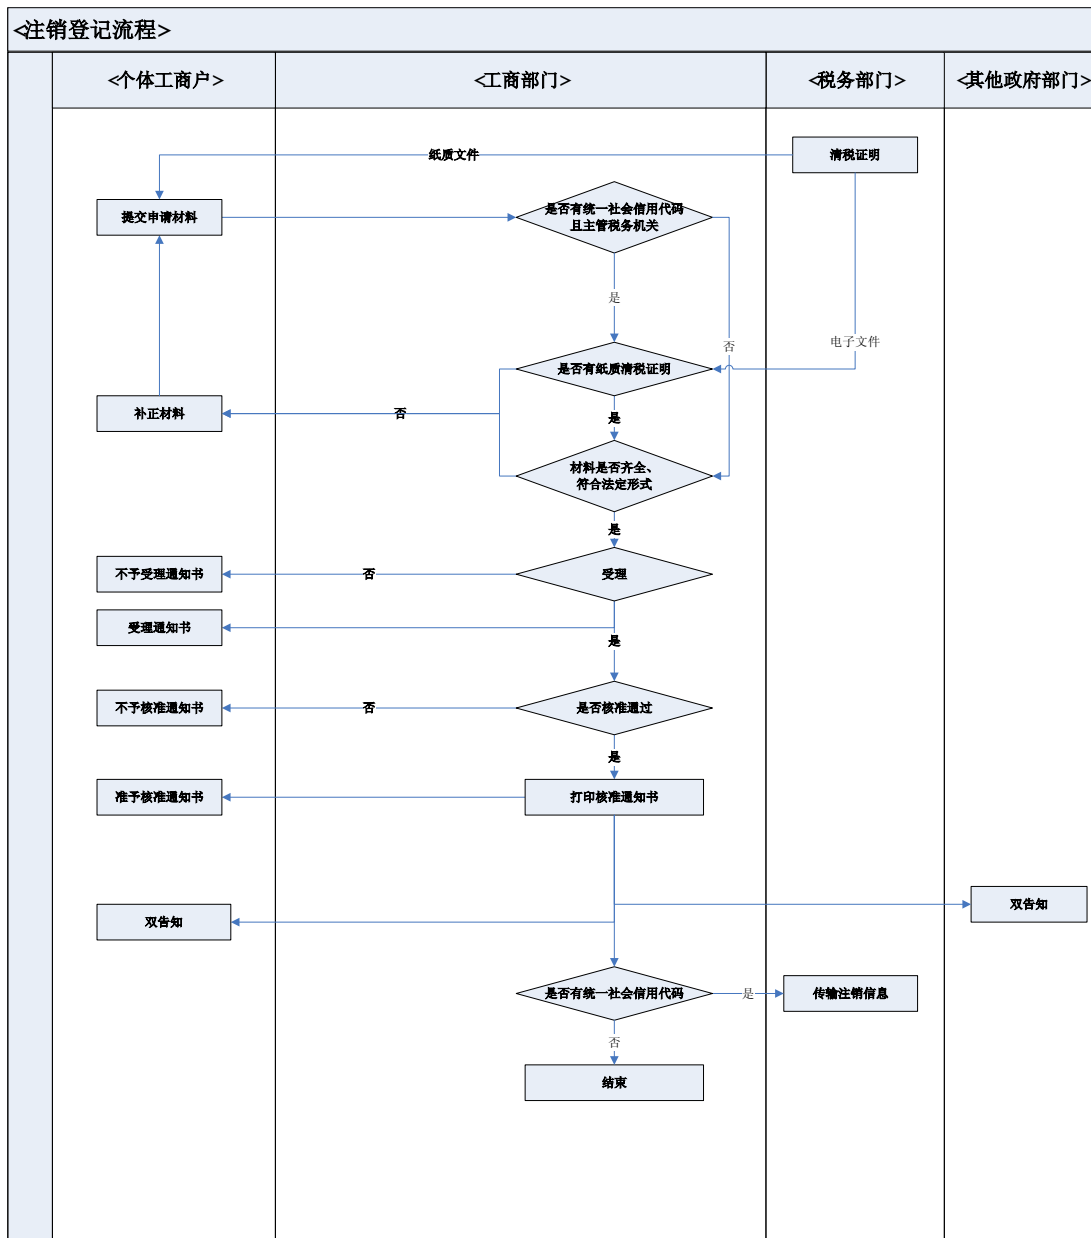 <注销登记流程>
<个体工商户>
<工商部门>
<税务部门>
<其他政府部门>
纸质文件
清税证明
提交申请材料
是否有统一社会信用代码
且主管税务机关
是
否
电子文件
是否有纸质清税证明
补正材料
否
是
材料是否齐全、
符合法定形式
是
不予受理通知书
否
受理
受理通知书
是
不予核准通知书
否
是否核准通过
是
准予核准通知书
打印核准通知书
双告知
双告知
是否有统一社会信用代码
是
传输注销信息
否
结束